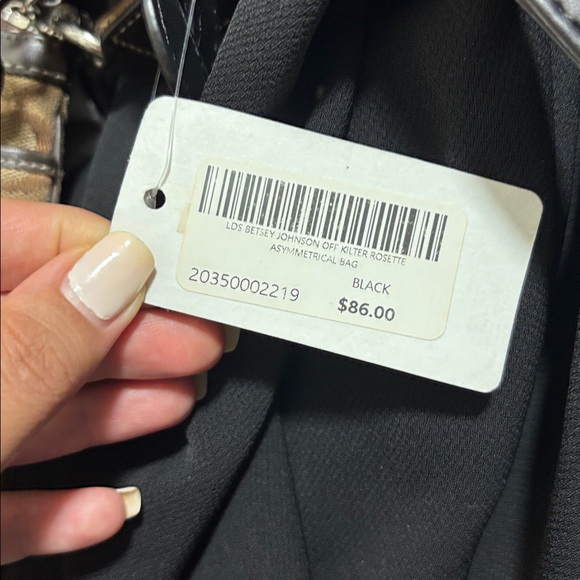 LDS BETSEY JOHNSON OFF KILTER ROSETTE
ASYMMETRICAL BAG
20350002219
BLACK
$86.00